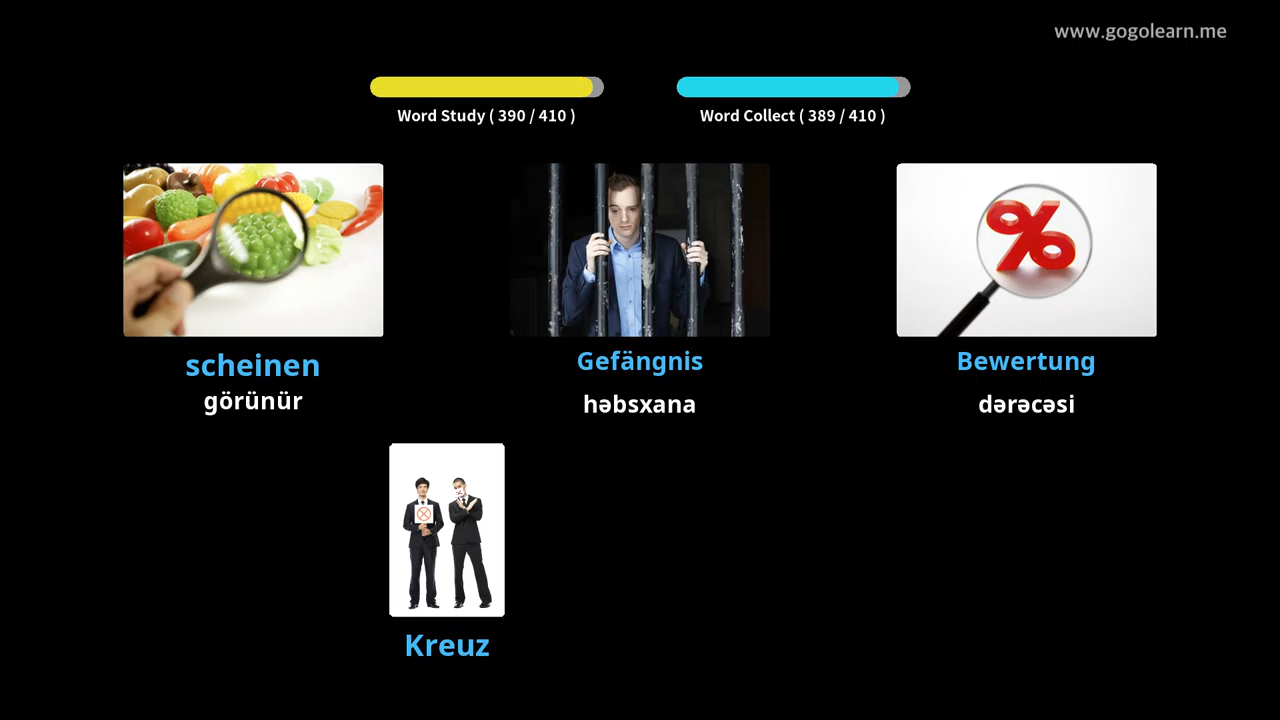 www.gogolearn.me
Word Study ( 390 / 410 )
Word Collect ( 389 / 410 )
%
scheinen
Gefängnis
Bewertung
görünür
həbsxana
dərəcəsi
Kreuz